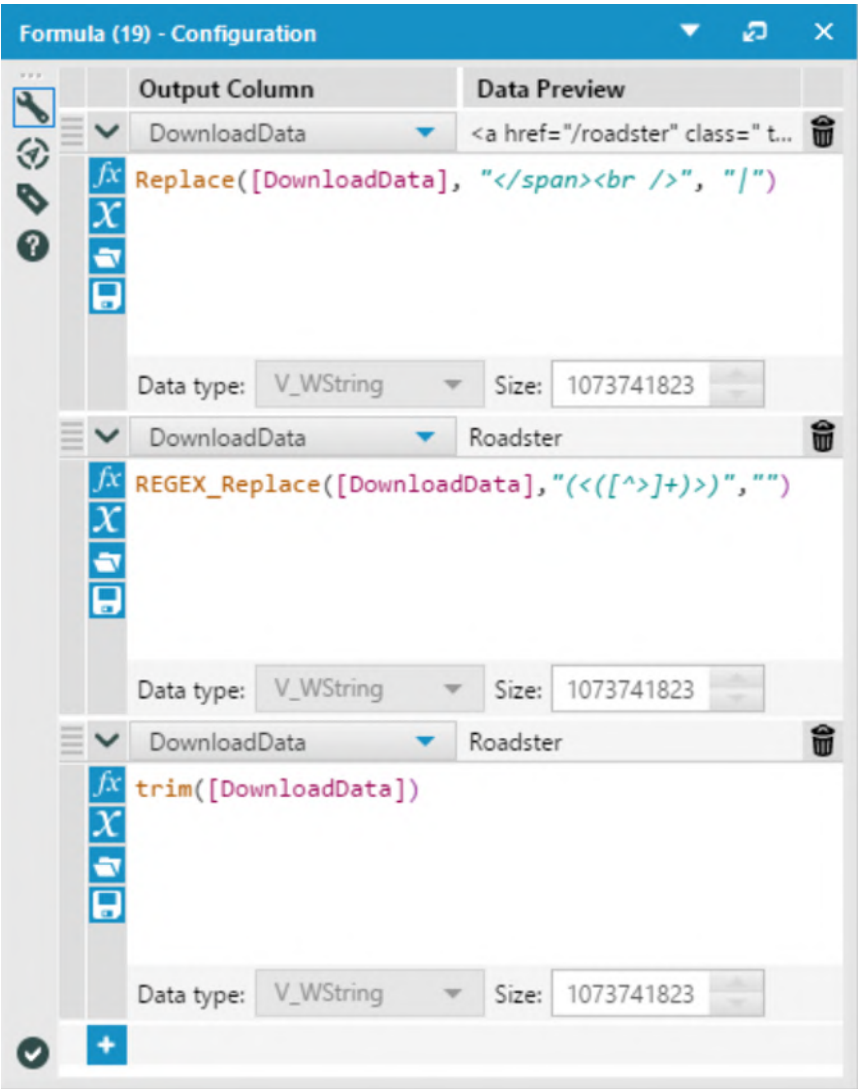 Formula (19) - Configuration
Output Column Data Preview
DownloadData <a href="/roadster" class=" t...
Replace([DownloadData], "</span><br />", "|")
Data type: V_WString Size: 1073741823
DownloadData Roadster
REGEX_Replace([DownloadData],"(<([^>]+)>)","")
Data type: V_WString Size: 1073741823
DownloadData Roadster
trim([DownloadData])
Data type: V_WString Size: 1073741823